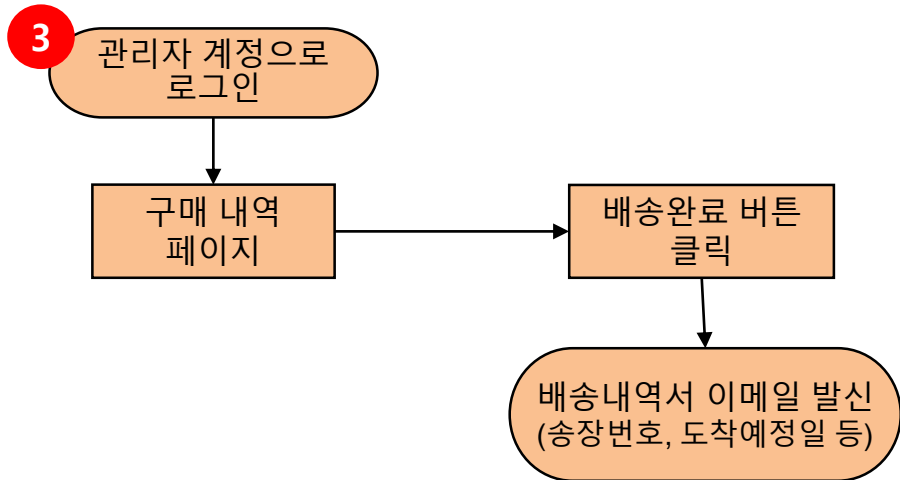 3
관리자 계정으로
로그인
구매 내역
페이지
배송완료 버튼
클릭
배송내역서 이메일 발신
(송장번호, 도착예정일 등)